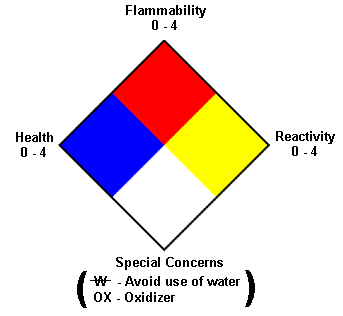 Flammability
0 - 4
Health
0 - 4
Reactivity
0 - 4
Special Concerns
( W - Avoid use of water
OX - Oxidizer )